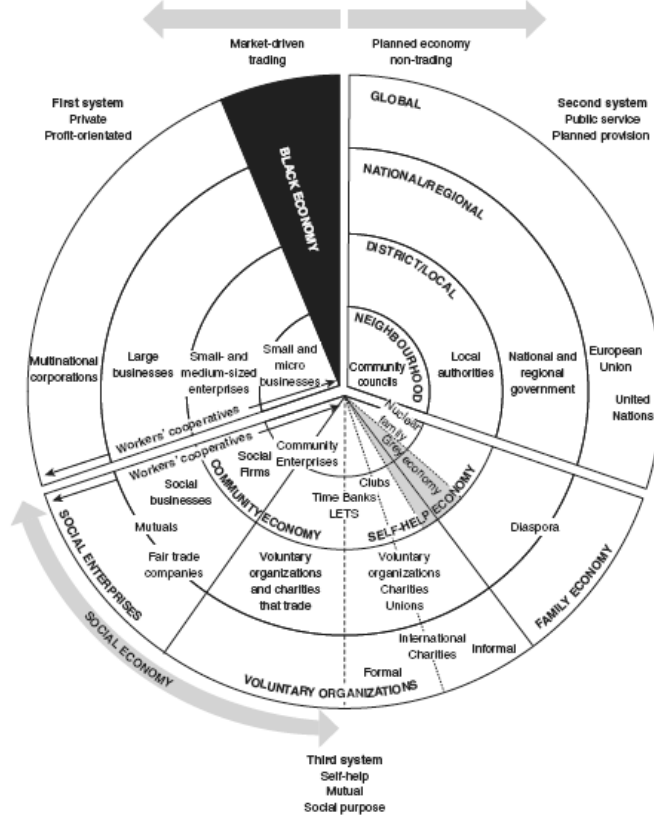 Market-driven
trading
Planned economy
non-trading
First system
Private
Profit-orientated
Second system
Public service
Planned provision
GLOBAL
BLACK ECONOMY
NATIONAL/REGIONAL
DISTRICT/LOCAL
NEIGHBOURHOOD
Multinational
corporations
Large
businesses
Small- and
medium-sized
enterprises
Small and
micro
businesses
Community
councils
Local
authorities
National and
regional
government
European
Union
United
Nations
Workers' cooperatives
Workers' cooperatives
Nuclear
family
Grey economy
Social
Firms
Community
Enterprises
Social
businesses
COMMUNITY ECONOMY
Clubs
Time Banks
LETS
SELF-HELP ECONOMY
Mutuals
Fair trade
companies
Voluntary
organizations
and charities
that trade
Voluntary
organizations
Charities
Unions
Diaspora
SOCIAL ENTERPRISES
FAMILY ECONOMY
SOCIAL ECONOMY
International
Charities
Informal
Formal
VOLUNTARY ORGANIZATIONS
Third system
Self-help
Mutual
Social purpose